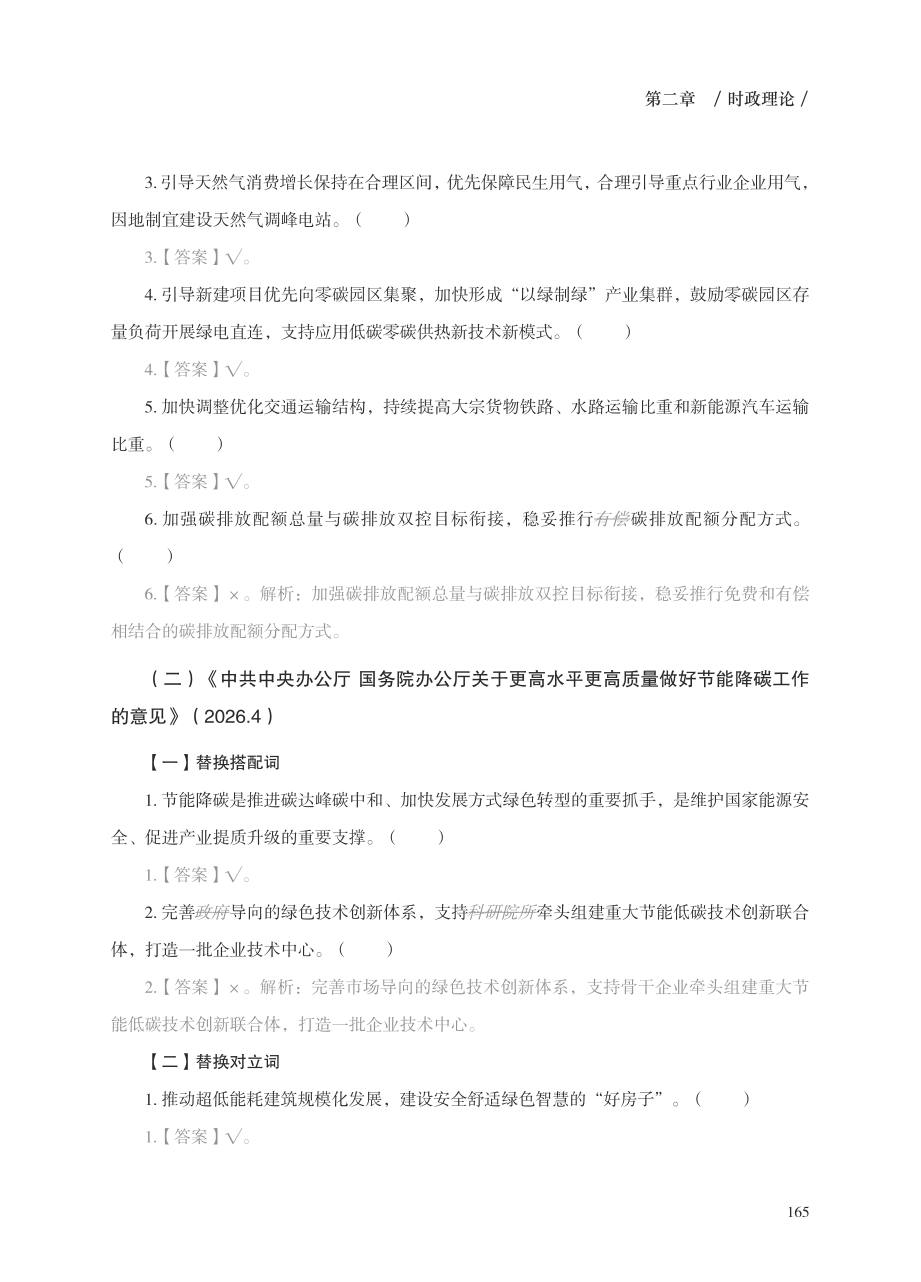 第二章 / 时政理论 /
3. 引导天然气消费增长保持在合理区间，优先保障民生用气，合理引导重点行业企业用气，
因地制宜建设天然气调峰电站。（　　）
3.【答案】√。
4. 引导新建项目优先向零碳园区集聚，加快形成“以绿制绿”产业集群，鼓励零碳园区存
量负荷开展绿电直连，支持应用低碳零碳供热新技术新模式。（　　）
4.【答案】√。
5. 加快调整优化交通运输结构，持续提高大宗货物铁路、水路运输比重和新能源汽车运输
比重。（　　）
5.【答案】√。
6. 加强碳排放配额总量与碳排放双控目标衔接，稳妥推行有偿碳排放配额分配方式。
（　　）
6.【答案】×。解析：加强碳排放配额总量与碳排放双控目标衔接，稳妥推行免费和有偿
相结合的碳排放配额分配方式。
（二）《中共中央办公厅 国务院办公厅关于更高水平更高质量做好节能降碳工作
的意见》（2026.4）
【一】替换搭配词
1. 节能降碳是推进碳达峰碳中和、加快发展方式绿色转型的重要抓手，是维护国家能源安
全、促进产业提质升级的重要支撑。（　　）
1.【答案】√。
2. 完善政府导向的绿色技术创新体系，支持科研院所牵头组建重大节能低碳技术创新联合
体，打造一批企业技术中心。（　　）
2.【答案】×。解析：完善市场导向的绿色技术创新体系，支持骨干企业牵头组建重大节
能低碳技术创新联合体，打造一批企业技术中心。
【二】替换对立词
1. 推动超低能耗建筑规模化发展，建设安全舒适绿色智慧的“好房子”。（　　）
1.【答案】√。
165